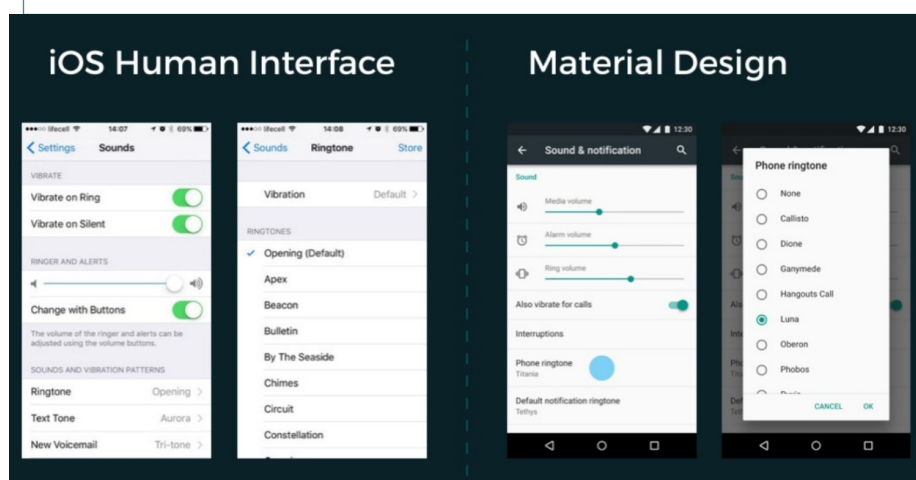 iOS Human Interface
Material Design
lifecell 14:07 69%
Settings Sounds
VIBRATE
Vibrate on Ring
Vibrate on Silent
RINGER AND ALERTS
Change with Buttons
The volume of the ringer and alerts can be
adjusted using the volume buttons.
SOUNDS AND VIBRATION PATTERNS
Ringtone Opening >
Text Tone Aurora >
New Voicemail Tri-tone >
lifecell 14:08 69%
Sounds Ringtone Store
Vibration Default >
RINGTONES
Opening (Default)
Apex
Beacon
Bulletin
By The Seaside
Chimes
Circuit
Constellation
12:30
Sound & notification
Sound
Media volume
Alarm volume
Ring volume
Also vibrate for calls
Interruptions
Phone ringtone
Titania
Default notification ringtone
Tethys
12:30
Phone ringtone
None
Callisto
Dione
Ganymede
Hangouts Call
Luna
Oberon
Phobos
CANCEL OK